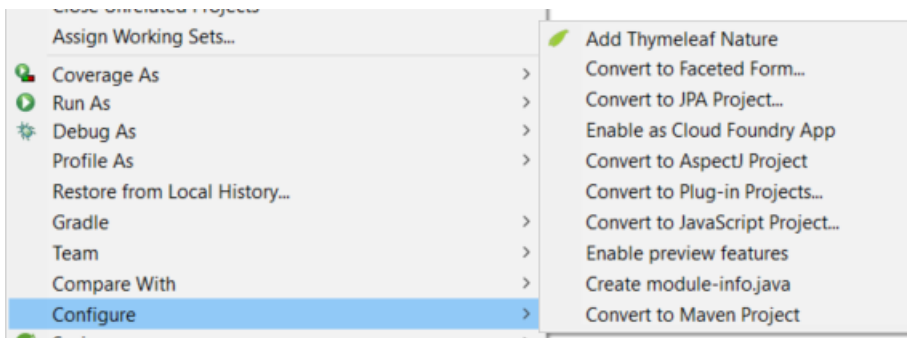 Close Unrelated Projects
Assign Working Sets...
Coverage As
Run As
Debug As
Profile As
Restore from Local History...
Gradle
Team
Compare With
Configure
Add Thymeleaf Nature
Convert to Faceted Form...
Convert to JPA Project...
Enable as Cloud Foundry App
Convert to AspectJ Project
Convert to Plug-in Projects...
Convert to JavaScript Project...
Enable preview features
Create module-info.java
Convert to Maven Project